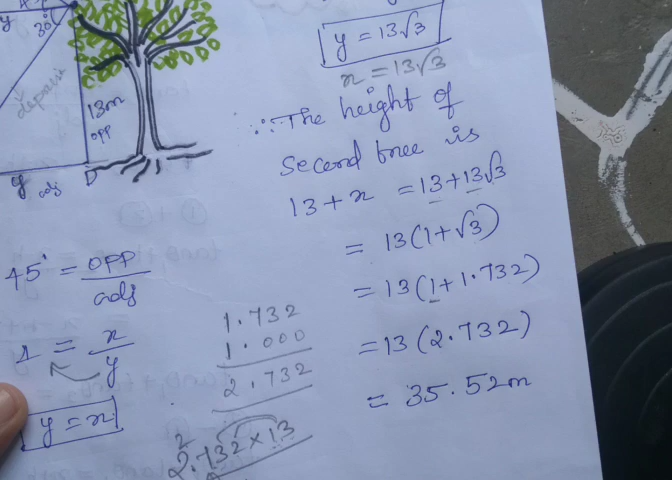 y
30°
13m
opp
y adj
D
45° = opp/adj
1 = x/y
y = x
1.732
1.000
2.732
2
2.732 × 13
y = 13√3
x = 13√3
∴ The height of
second tree is
13 + x = 13 + 13√3
= 13(1+√3)
= 13(1+1.732)
= 13(2.732)
= 35.52m